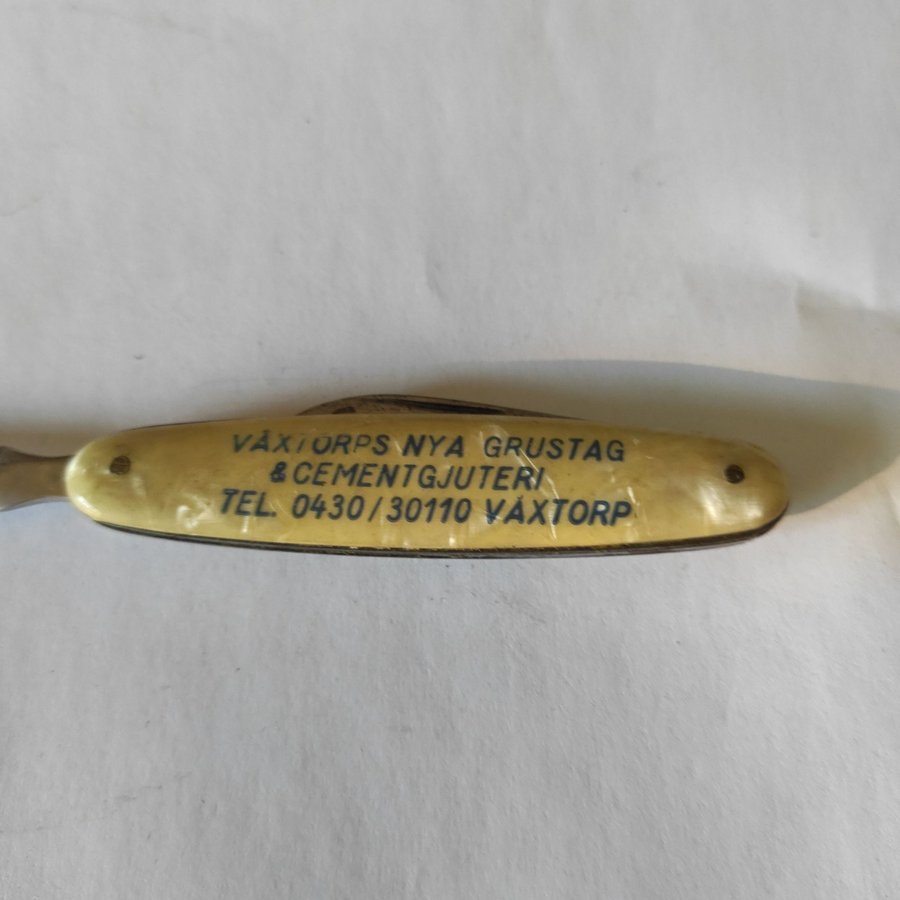 VÄXTORPS NYA GRUSTAG
& CEMENTGJUTERI
TEL. 0430/30110 VÄXTORP